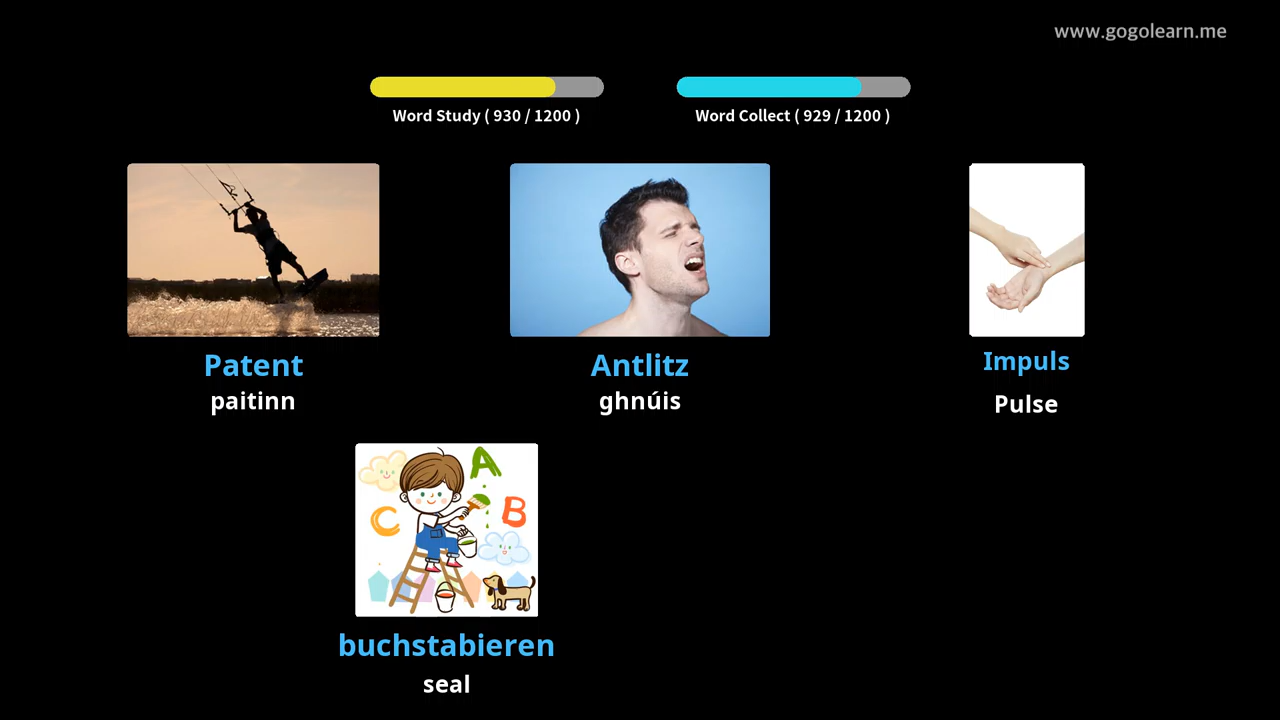 www.gogolearn.me
Word Study ( 930 / 1200 )
Word Collect ( 929 / 1200 )
Patent
paitinn
Antlitz
ghnúis
Impuls
Pulse
A
B
C
buchstabieren
seal